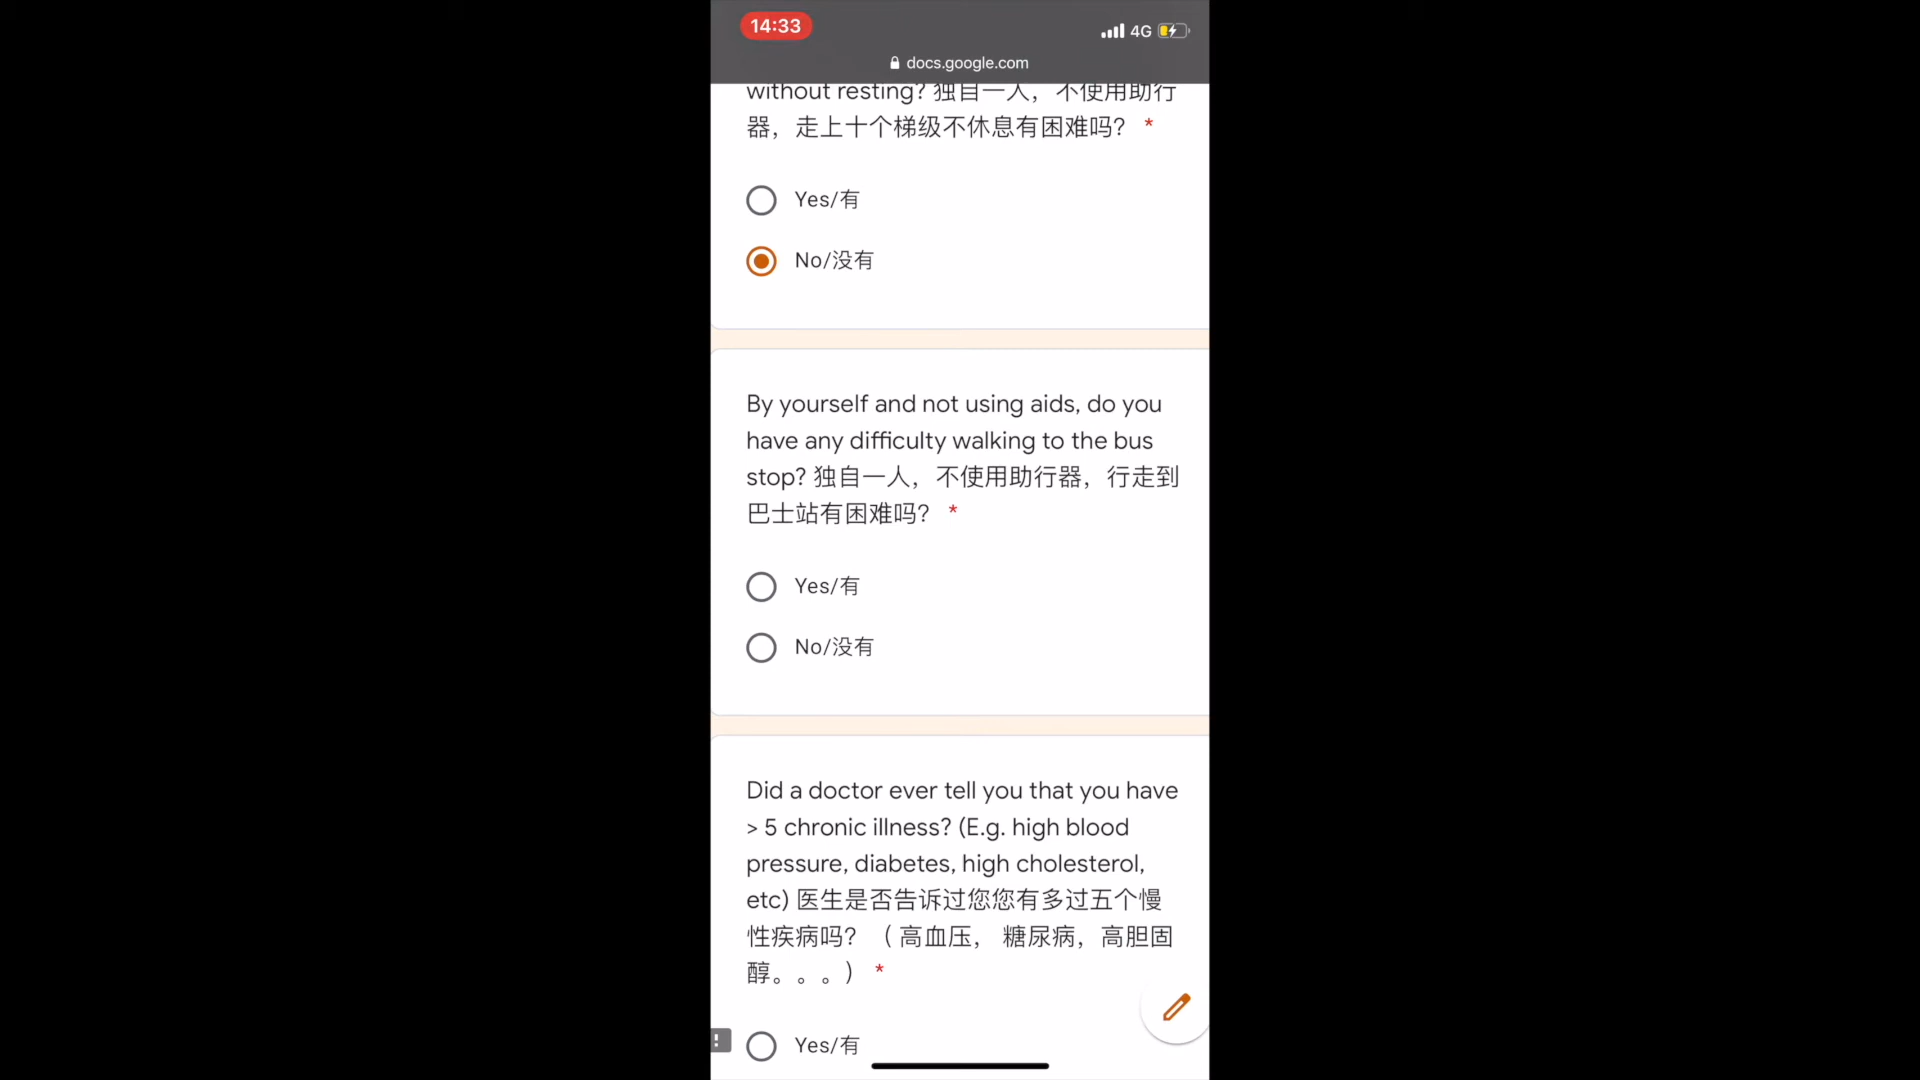 14:33
4G
docs.google.com
without resting? 独自一人，不使用助行
器，走上十个梯级不休息有困难吗？ *
Yes/有
No/没有
By yourself and not using aids, do you
have any difficulty walking to the bus
stop? 独自一人，不使用助行器，行走到
巴士站有困难吗？ *
Yes/有
No/没有
Did a doctor ever tell you that you have
> 5 chronic illness? (E.g. high blood
pressure, diabetes, high cholesterol,
etc) 医生是否告诉过您您有多过五个慢
性疾病吗？ （ 高血压， 糖尿病，高胆固
醇。。。） *
!
Yes/有